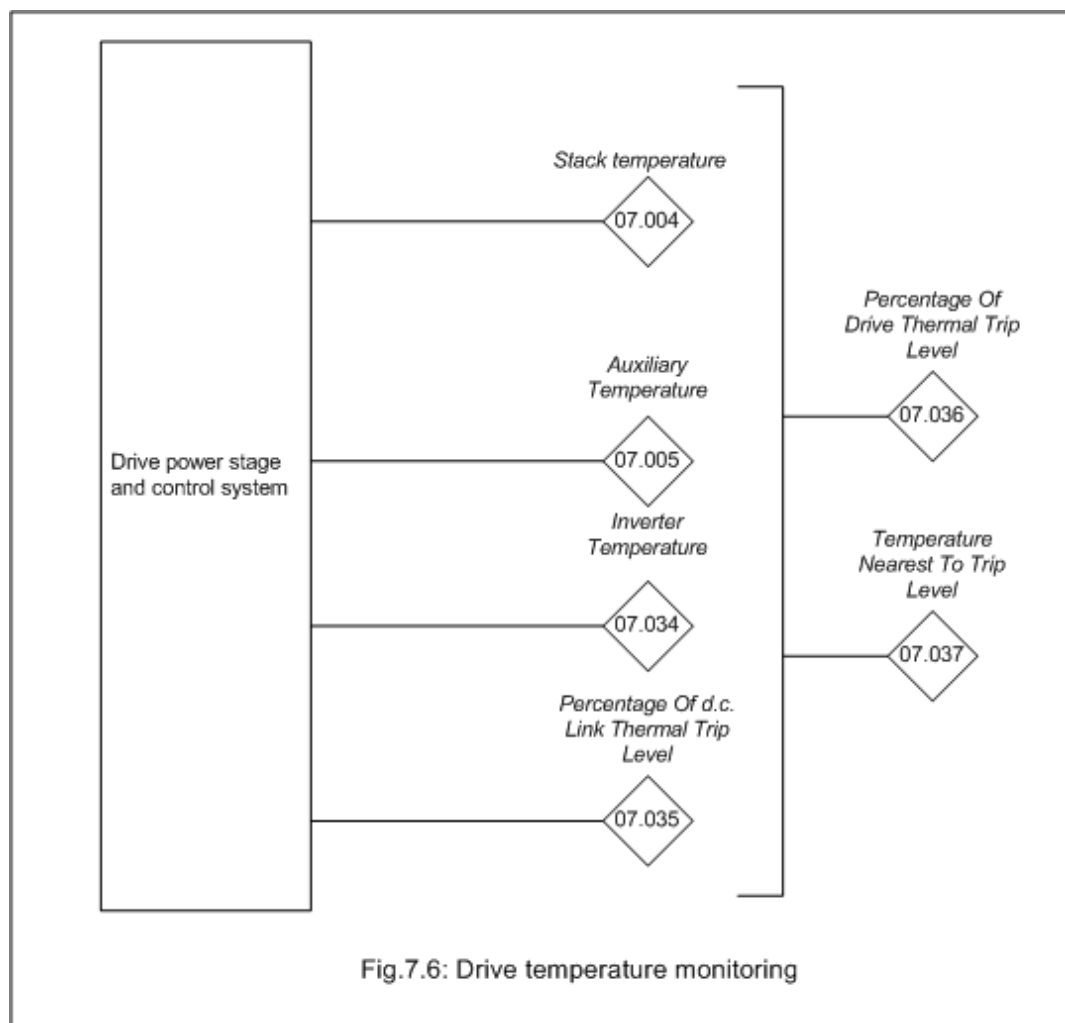 Stack temperature
07.004
Percentage Of
Drive Thermal Trip
Level
07.036
Auxiliary
Temperature
07.005
Drive power stage
and control system
Inverter
Temperature
07.034
Temperature
Nearest To Trip
Level
07.037
Percentage Of d.c.
Link Thermal Trip
Level
07.035
Fig.7.6: Drive temperature monitoring